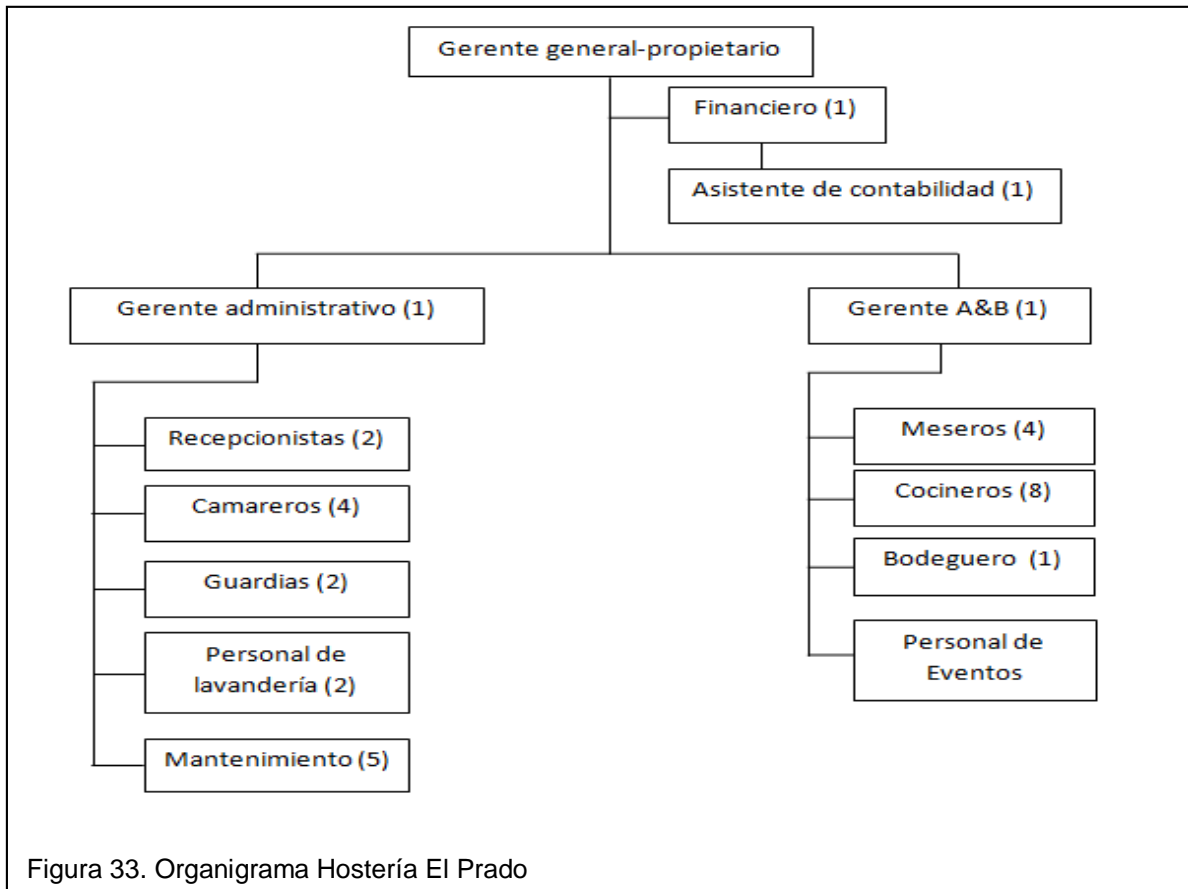 Gerente general-propietario
Financiero (1)
Asistente de contabilidad (1)
Gerente administrativo (1)
Gerente A&B (1)
Recepcionistas (2)
Camareros (4)
Guardias (2)
Personal de
lavandería (2)
Mantenimiento (5)
Meseros (4)
Cocineros (8)
Bodeguero (1)
Personal de
Eventos
Figura 33. Organigrama Hostería El Prado